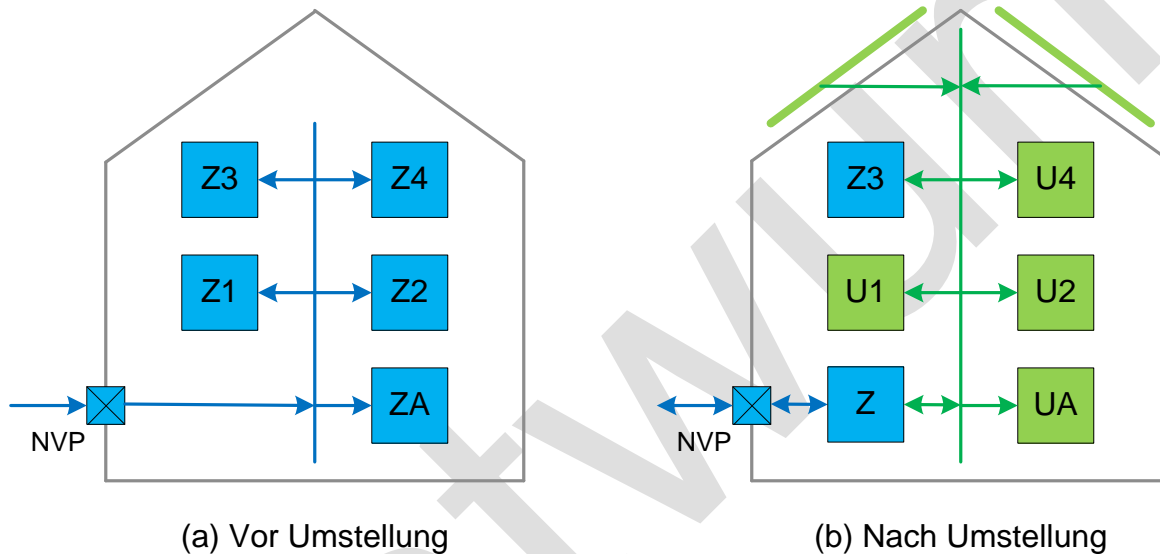 Z3
Z4
Z1
Z2
ZA
NVP
(a) Vor Umstellung
Z3
U4
U1
U2
Z
UA
NVP
(b) Nach Umstellung